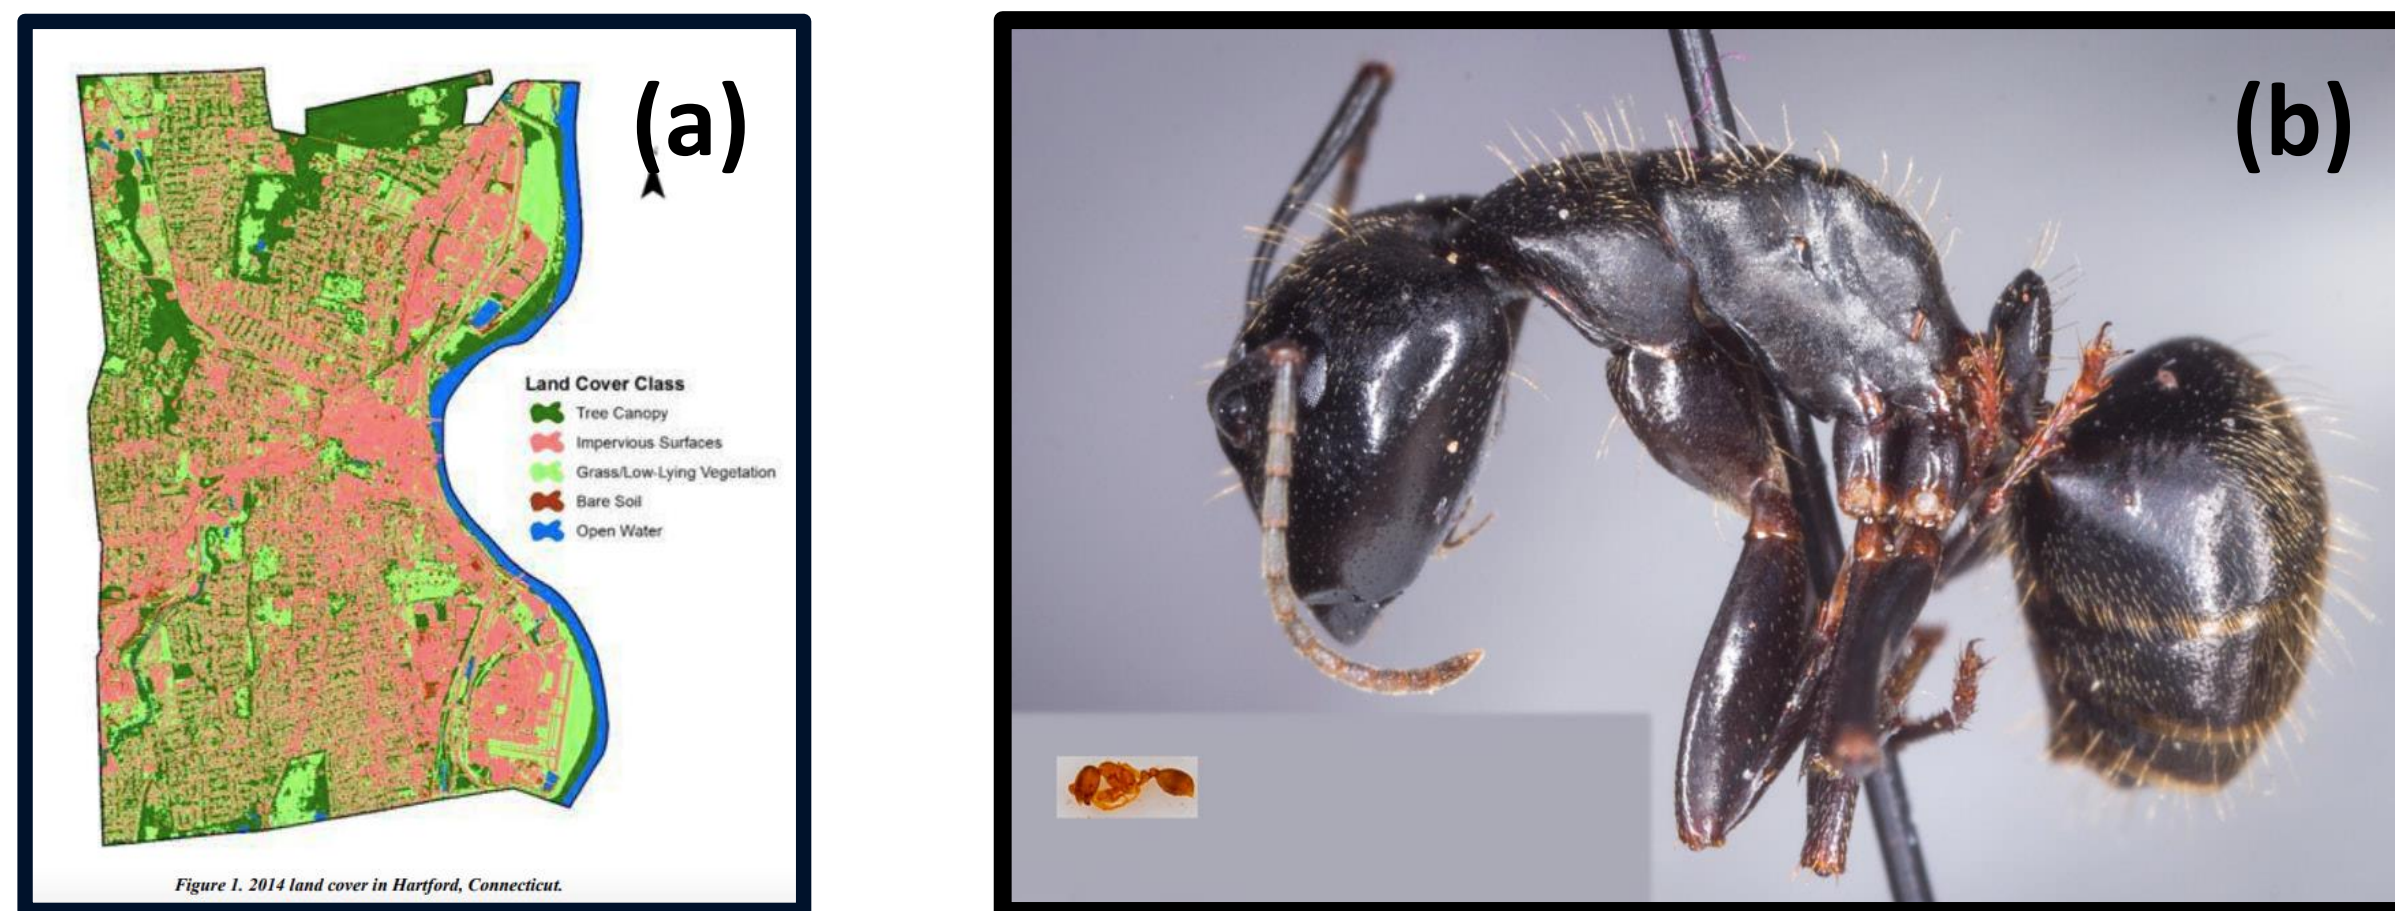 (a)
Land Cover Class
Tree Canopy
Impervious Surfaces
Grass/Low-Lying Vegetation
Bare Soil
Open Water
Figure 1. 2014 land cover in Hartford, Connecticut.
(b)